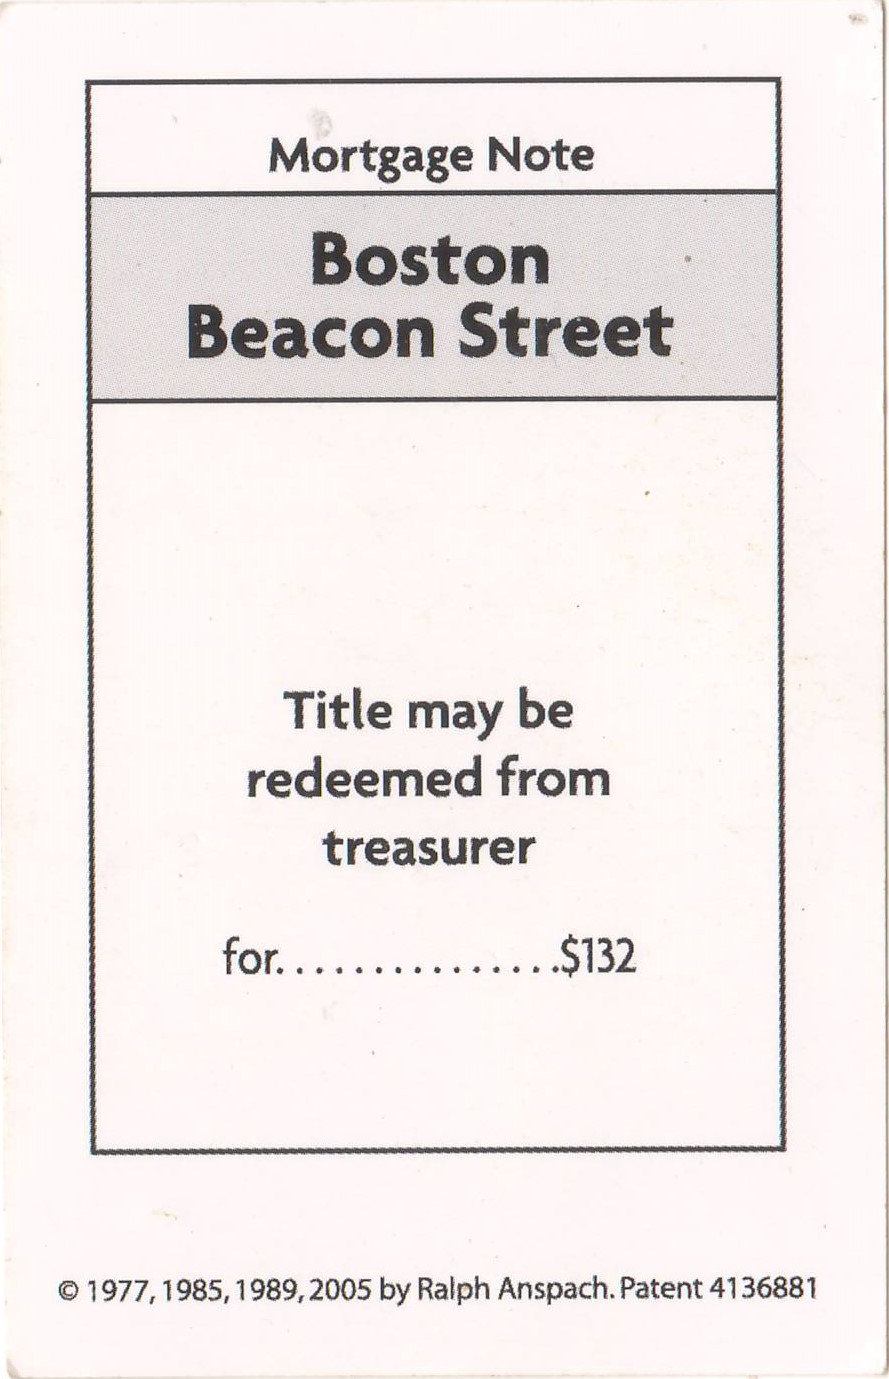 Mortgage Note
Boston
Beacon Street
Title may be
redeemed from
treasurer
for...............$132
© 1977, 1985, 1989, 2005 by Ralph Anspach. Patent 4136881